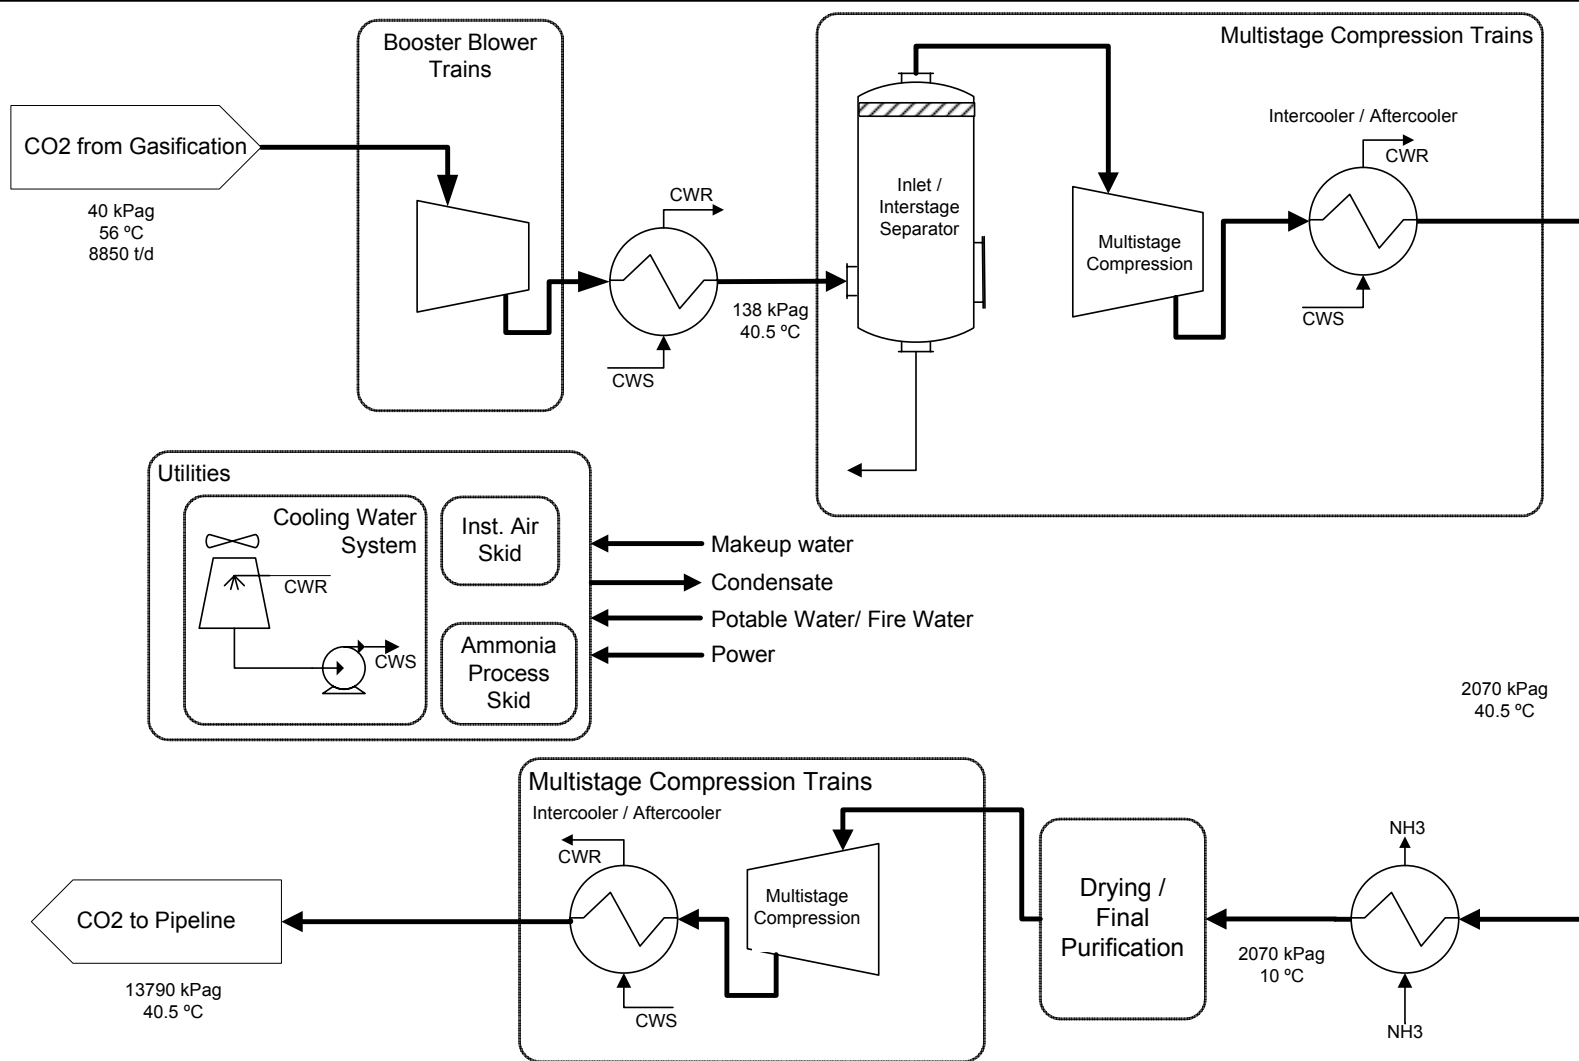 Booster Blower
Trains
Multistage Compression Trains
CO2 from Gasification
40 kPag
56 ºC
8850 t/d
CWR
CWS
138 kPag
40.5 ºC
Inlet /
Interstage
Separator
Multistage
Compression
Intercooler / Aftercooler
CWR
CWS
Utilities
Cooling Water
System
CWR
CWS
Inst. Air
Skid
Ammonia
Process
Skid
Makeup water
Condensate
Potable Water/ Fire Water
Power
2070 kPag
40.5 ºC
Multistage Compression Trains
Intercooler / Aftercooler
CWR
CWS
Multistage
Compression
Drying /
Final
Purification
NH3
NH3
2070 kPag
10 ºC
CO2 to Pipeline
13790 kPag
40.5 ºC